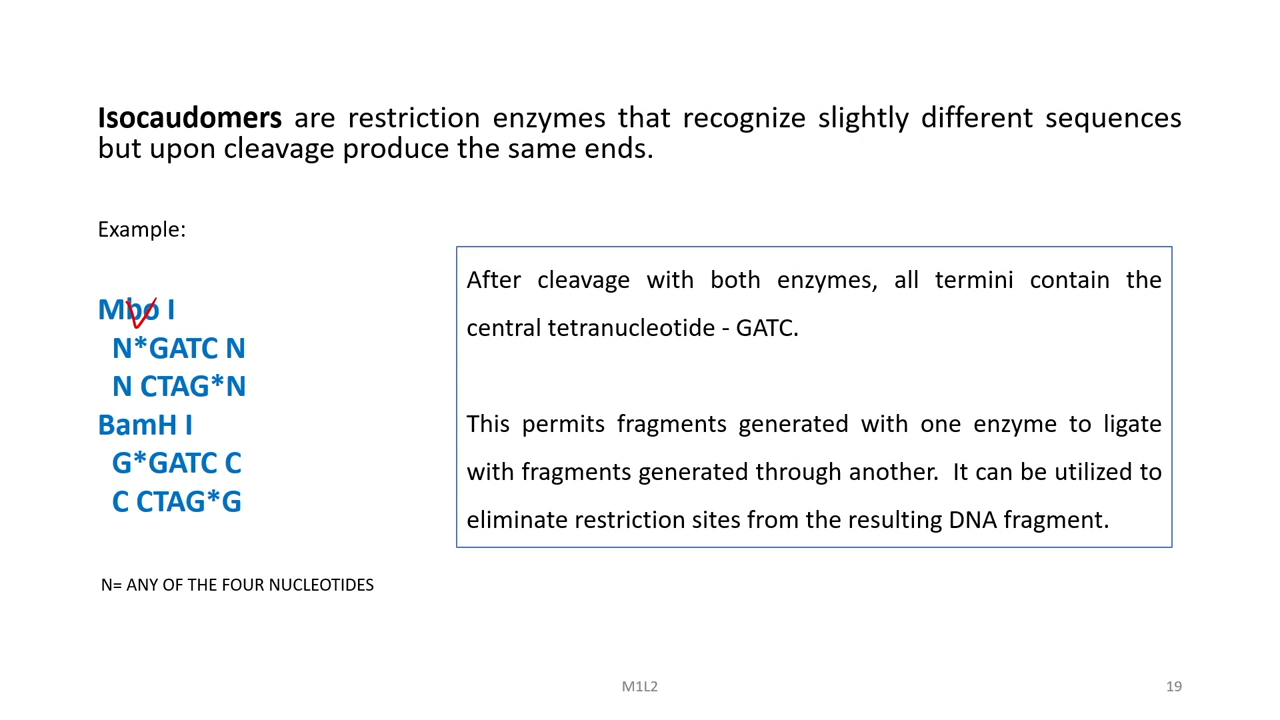 Isocaudomers are restriction enzymes that recognize slightly different sequences
but upon cleavage produce the same ends.
Example:
Mbo I
N*GATC N
N CTAG*N
BamH I
G*GATC C
C CTAG*G
After cleavage with both enzymes, all termini contain the
central tetranucleotide - GATC.
This permits fragments generated with one enzyme to ligate
with fragments generated through another. It can be utilized to
eliminate restriction sites from the resulting DNA fragment.
N= ANY OF THE FOUR NUCLEOTIDES
M1L2
19